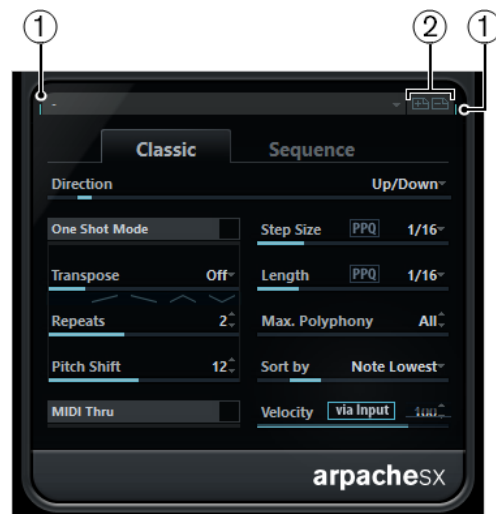 1 2 1
-
Classic Sequence
Direction Up/Down
One Shot Mode Step Size PPQ 1/16
Transpose Off Length PPQ 1/16
Repeats 2 Max. Polyphony All
Pitch Shift 12 Sort by Note Lowest
MIDI Thru Velocity via Input 100
arpachesx